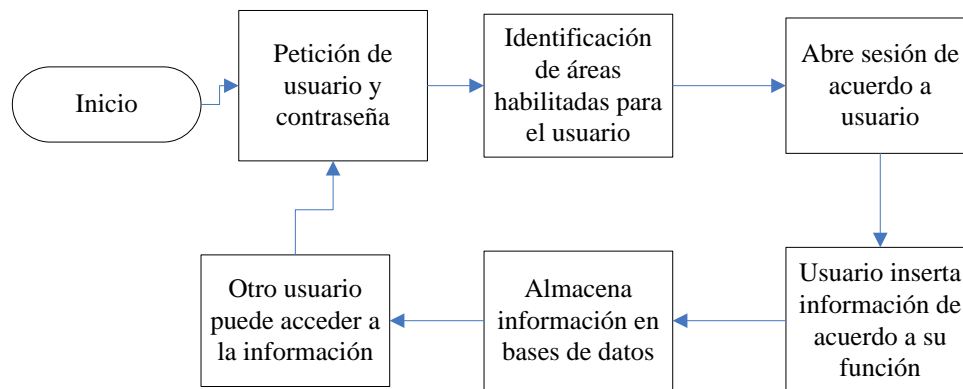 Inicio
Petición de
usuario y
contraseña
Identificación
de áreas
habilitadas para
el usuario
Abre sesión de
acuerdo a
usuario
Usuario inserta
información de
acuerdo a su
función
Almacena
información en
bases de datos
Otro usuario
puede acceder a
la información